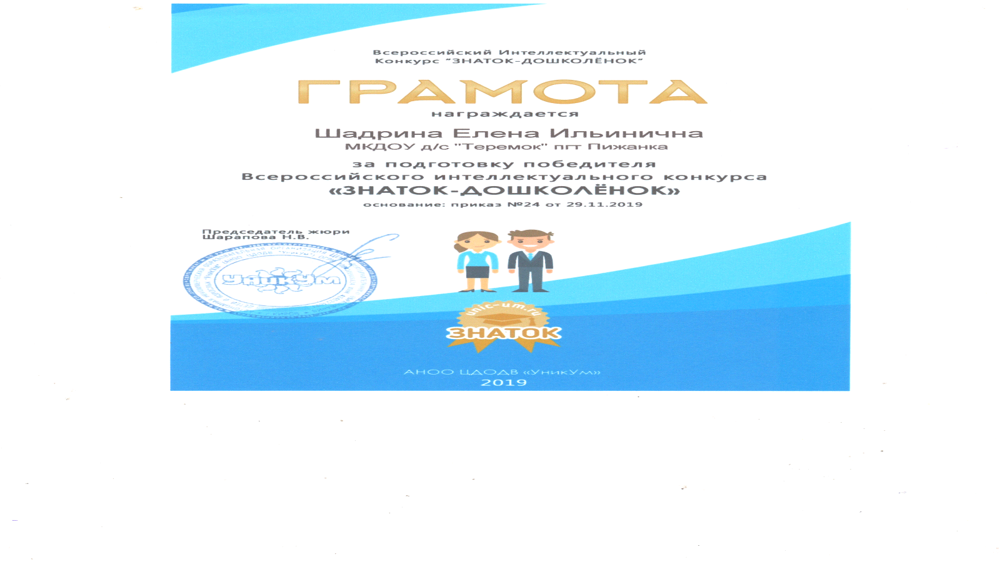 Всероссийский Интеллектуальный
Конкурс "ЗНАТОК-ДОШКОЛЁНОК"
ГРАМОТА
награждается
Шадрина Елена Ильинична
МКДОУ д/с "Теремок" пгт Пижанка
за подготовку победителя
Всероссийского интеллектуального конкурса
«ЗНАТОК-ДОШКОЛЁНОК»
основание: приказ №24 от 29.11.2019
Председатель жюри
Шарапова Н.В.
УникУм
unic-um.ru
ЗНАТОК
АНОО ЦДОДВ «УникУм»
2019